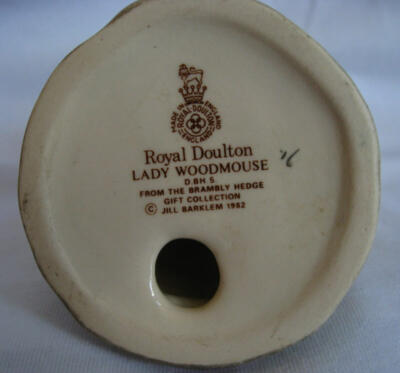 MADE IN ENGLAND
ROYAL DOULTON
ENGLAND
Royal Doulton
LADY WOODMOUSE
D.BH 5
FROM THE BRAMBLY HEDGE
GIFT COLLECTION
© JILL BARKLEM 1982